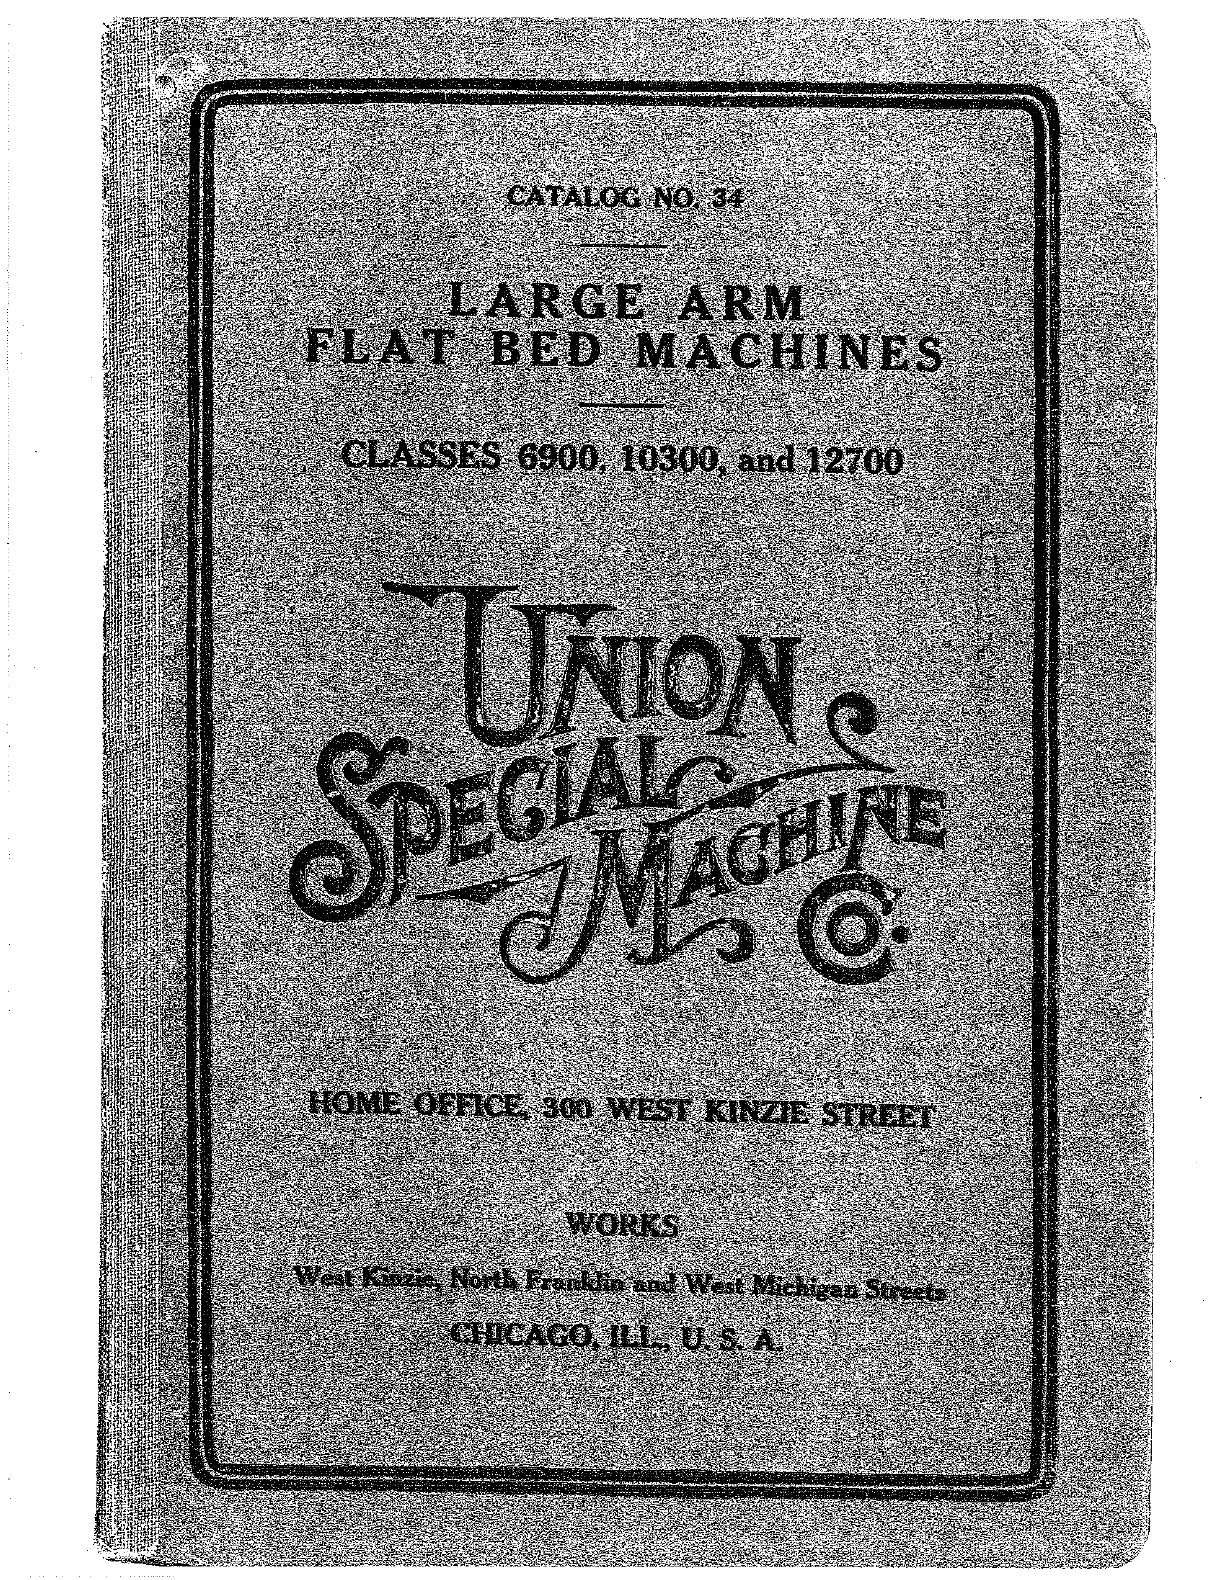 CATALOG NO. 34
LARGE ARM
FLAT BED MACHINES
CLASSES 6900, 10300, and 12700
UNION
SPECIAL
MACHINE
Co.
HOME OFFICE, 300 WEST KINZIE STREET
WORKS
West Kinzie, North Franklin and West Michigan Streets
CHICAGO, ILL., U. S. A.